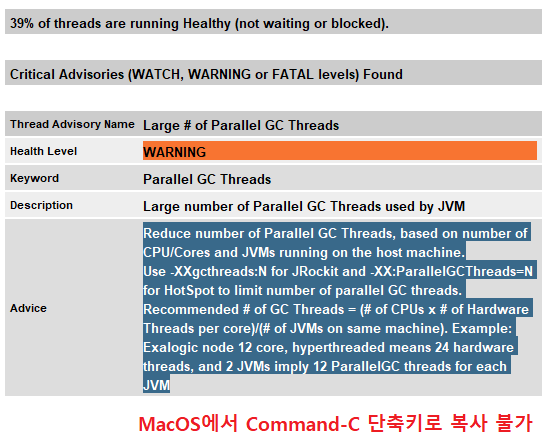 39% of threads are running Healthy (not waiting or blocked).
Critical Advisories (WATCH, WARNING or FATAL levels) Found
Thread Advisory Name Large # of Parallel GC Threads
Health Level WARNING
Keyword Parallel GC Threads
Description Large number of Parallel GC Threads used by JVM
Advice
Reduce number of Parallel GC Threads, based on number of
CPU/Cores and JVMs running on the host machine.
Use -XXgcthreads:N for JRockit and -XX:ParallelGCThreads=N
for HotSpot to limit number of parallel GC threads.
Recommended # of GC Threads = (# of CPUs x # of Hardware
Threads per core)/(# of JVMs on same machine). Example:
Exalogic node 12 core, hyperthreaded means 24 hardware
threads, and 2 JVMs imply 12 ParallelGC threads for each
JVM
MacOS에서 Command-C 단축키로 복사 불가